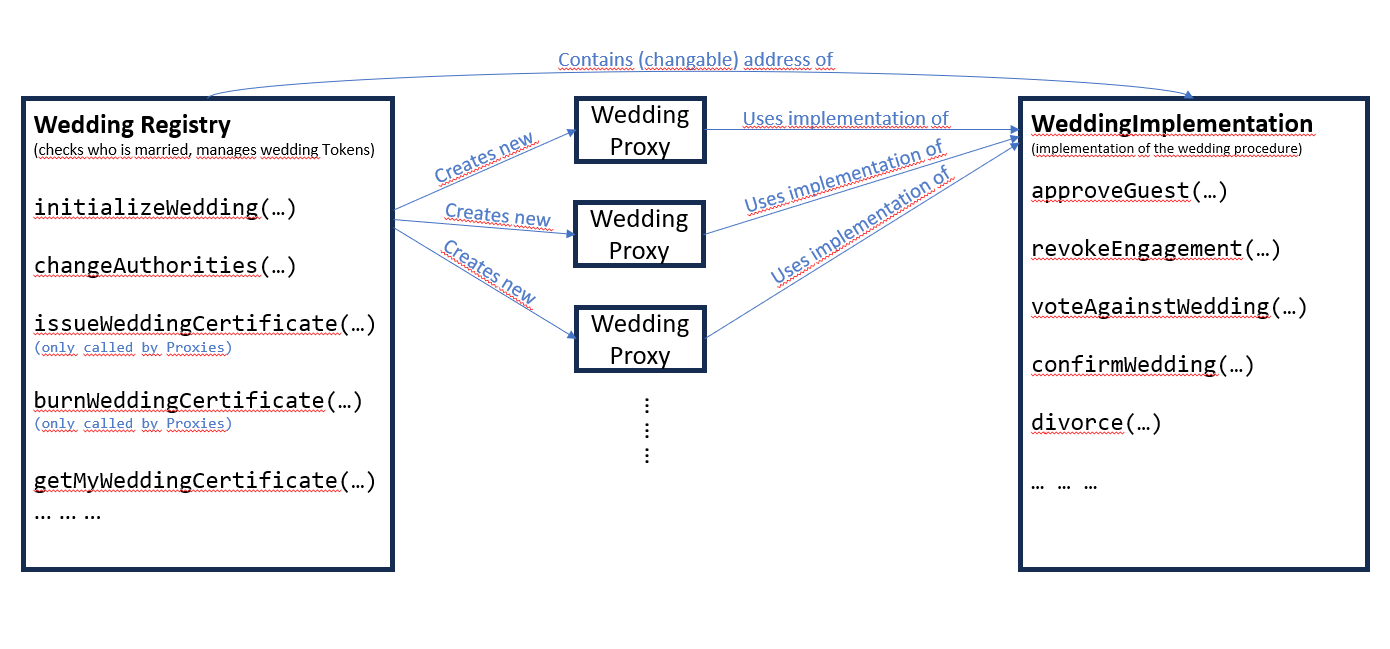 Contains (changable) address of
Wedding Registry
(checks who is married, manages wedding Tokens)
initializeWedding(…)
changeAuthorities(…)
issueWeddingCertificate(…)
(only called by Proxies)
burnWeddingCertificate(…)
(only called by Proxies)
getMyWeddingCertificate(…)
… … …
Creates new
Creates new
Creates new
Wedding
Proxy
Wedding
Proxy
Wedding
Proxy
⋮
⋮
⋮
Uses implementation of
Uses implementation of
Uses implementation of
WeddingImplementation
(implementation of the wedding procedure)
approveGuest(…)
revokeEngagement(…)
voteAgainstWedding(…)
confirmWedding(…)
divorce(…)
… … …